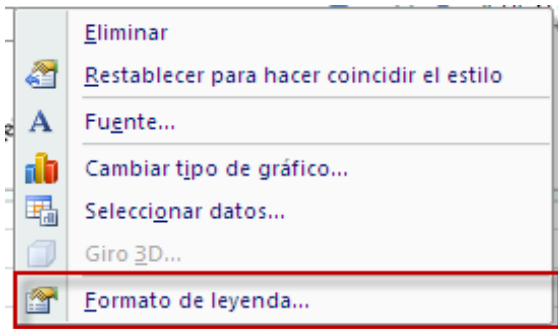 Eliminar
Restablecer para hacer coincidir el estilo
Fuente...
Cambiar tipo de gráfico...
Seleccionar datos...
Giro 3D...
Formato de leyenda...